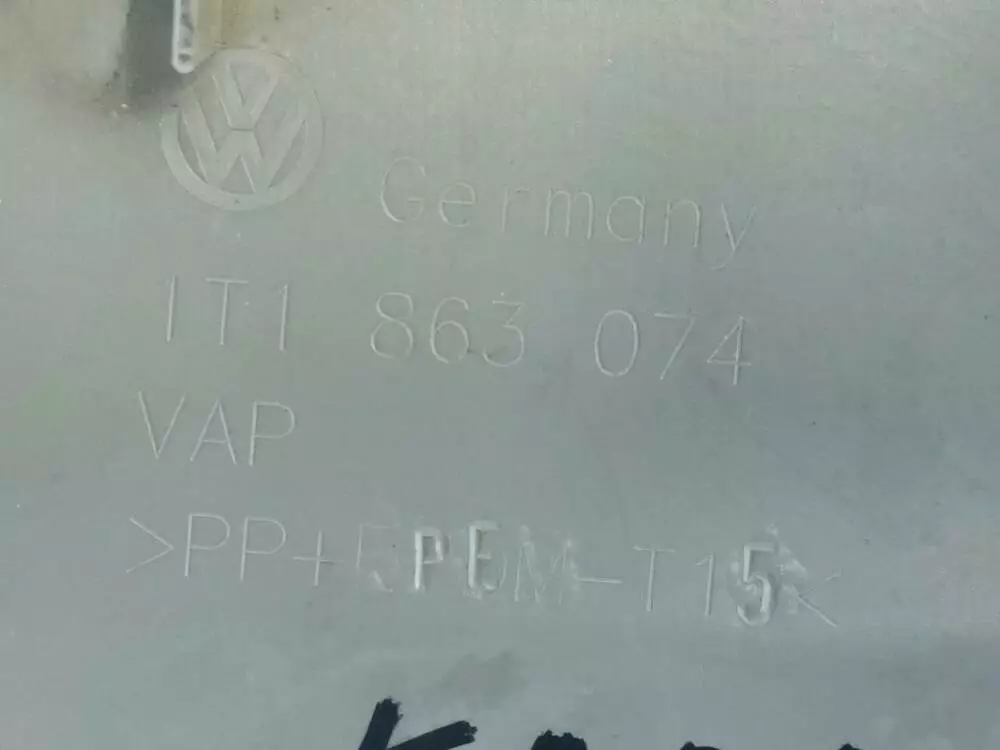 Germany
1T1 863 074
VAP
>PP+EPDM-T15<